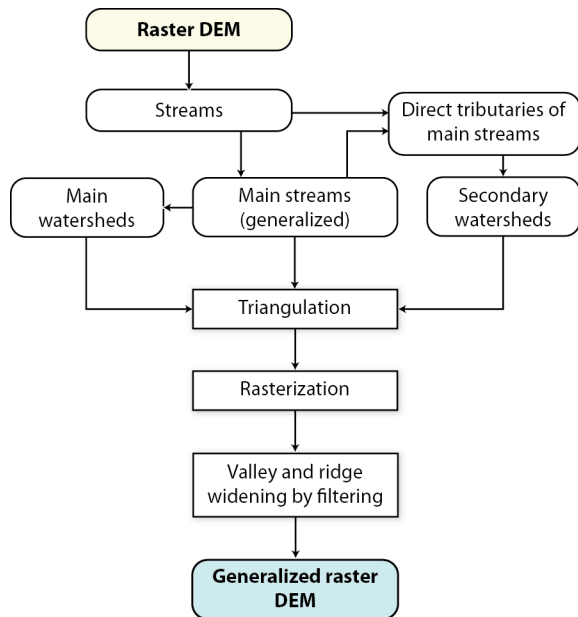 Raster DEM
Streams
Direct tributaries of
main streams
Main
watersheds
Main streams
(generalized)
Secondary
watersheds
Triangulation
Rasterization
Valley and ridge
widening by filtering
Generalized raster
DEM